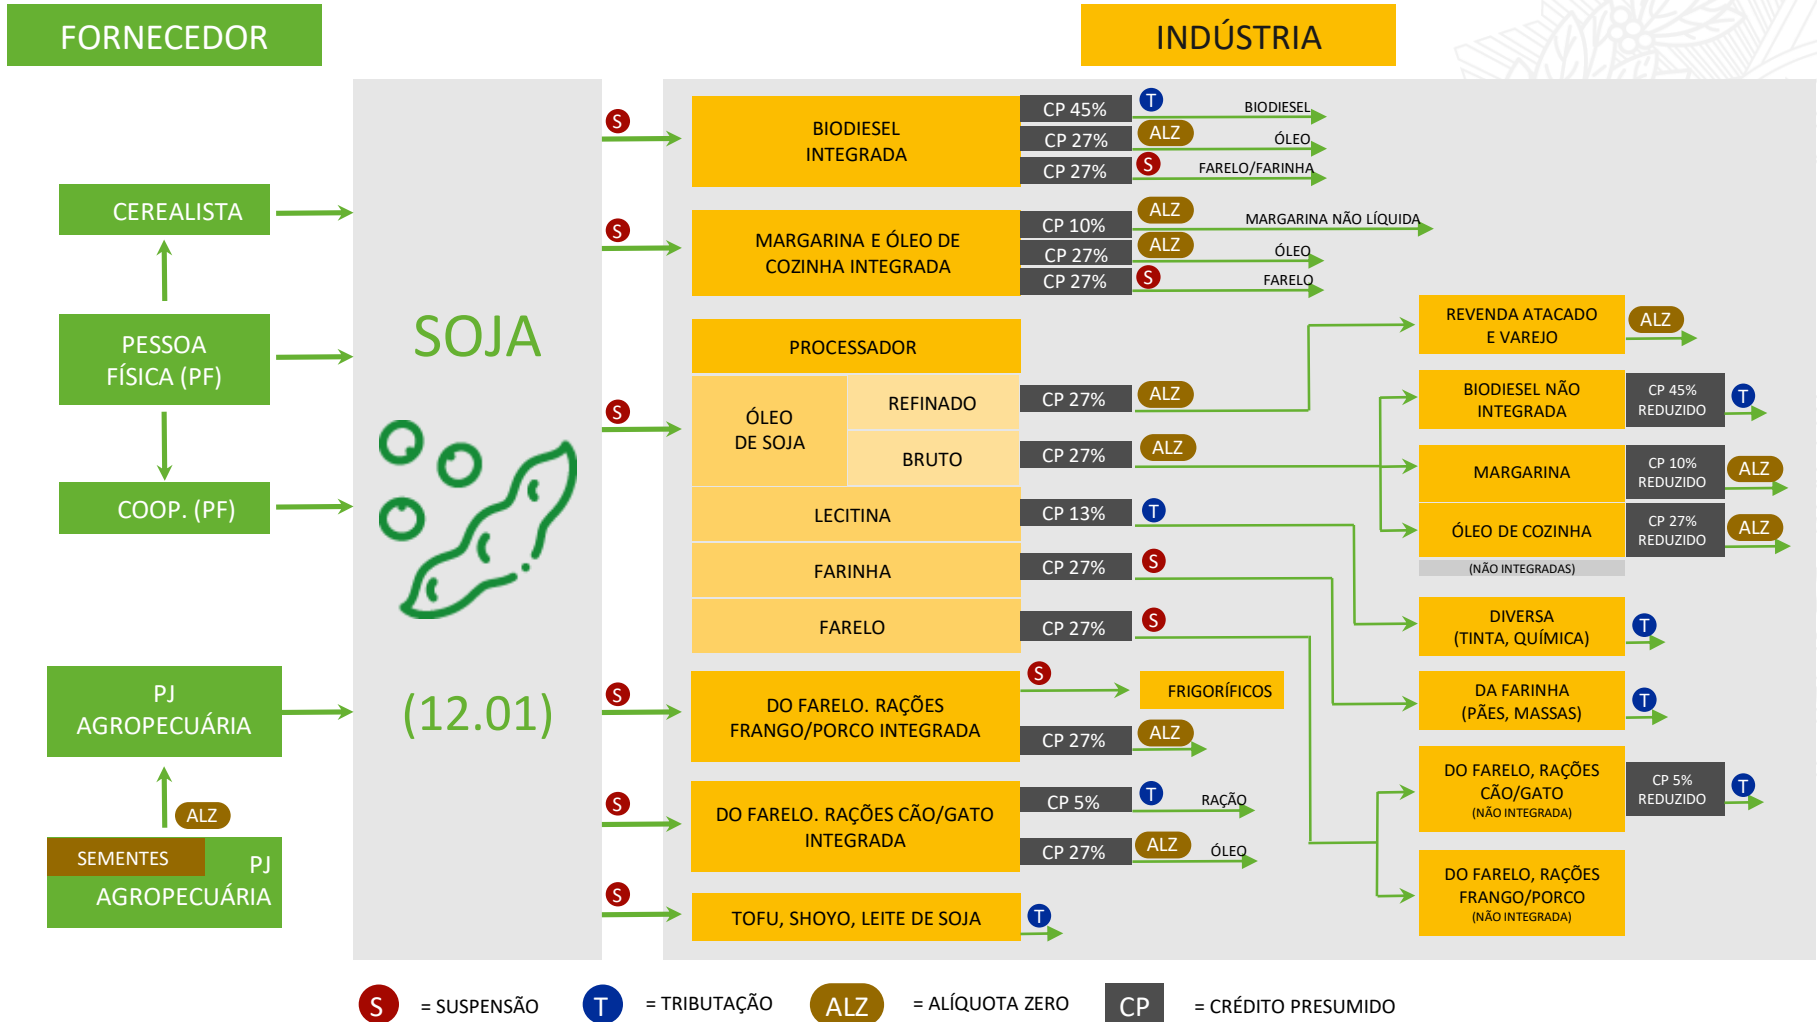 FORNECEDOR
INDÚSTRIA
CEREALISTA
PESSOA
FÍSICA (PF)
COOP. (PF)
PJ
AGROPECUÁRIA
ALZ
SEMENTES
PJ
AGROPECUÁRIA
SOJA
(12.01)
S
BIODIESEL
INTEGRADA
CP 45%
T
BIODIESEL
CP 27%
ALZ
ÓLEO
CP 27%
S
FARELO/FARINHA
S
MARGARINA E ÓLEO DE
COZINHA INTEGRADA
CP 10%
ALZ
MARGARINA NÃO LÍQUIDA
CP 27%
ALZ
ÓLEO
CP 27%
S
FARELO
S
PROCESSADOR
ÓLEO
DE SOJA
REFINADO
CP 27%
ALZ
BRUTO
CP 27%
ALZ
LECITINA
CP 13%
T
FARINHA
CP 27%
S
FARELO
CP 27%
S
S
DO FARELO. RAÇÕES
FRANGO/PORCO INTEGRADA
S
FRIGORÍFICOS
CP 27%
ALZ
S
DO FARELO. RAÇÕES CÃO/GATO
INTEGRADA
CP 5%
T
RAÇÃO
CP 27%
ALZ
ÓLEO
S
TOFU, SHOYO, LEITE DE SOJA
T
REVENDA ATACADO
E VAREJO
ALZ
BIODIESEL NÃO
INTEGRADA
CP 45%
REDUZIDO
T
MARGARINA
CP 10%
REDUZIDO
ALZ
ÓLEO DE COZINHA
CP 27%
REDUZIDO
ALZ
(NÃO INTEGRADAS)
DIVERSA
(TINTA, QUÍMICA)
T
DA FARINHA
(PÃES, MASSAS)
T
DO FARELO, RAÇÕES
CÃO/GATO
(NÃO INTEGRADA)
CP 5%
REDUZIDO
T
DO FARELO, RAÇÕES
FRANGO/PORCO
(NÃO INTEGRADA)
S = SUSPENSÃO
T = TRIBUTAÇÃO
ALZ = ALÍQUOTA ZERO
CP = CRÉDITO PRESUMIDO